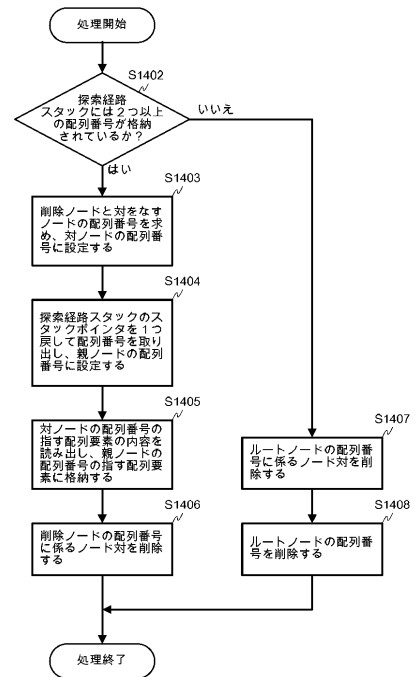 処理開始
S1402
探索経路
スタックには２つ以上
の配列番号が格納
されているか？
いいえ
はい
S1403
削除ノードと対をなす
ノードの配列番号を求
め、対ノードの配列番
号に設定する
S1404
探索経路スタックのス
タックポインタを１つ
戻して配列番号を取り
出し、親ノードの配列
番号に設定する
S1405
対ノードの配列番号の
指す配列要素の内容を
読み出し、親ノードの
配列番号の指す配列要
素に格納する
S1406
削除ノードの配列番号
に係るノード対を削除
する
S1407
ルートノードの配列番
号に係るノード対を削
除する
S1408
ルートノードの配列番
号を削除する
処理終了